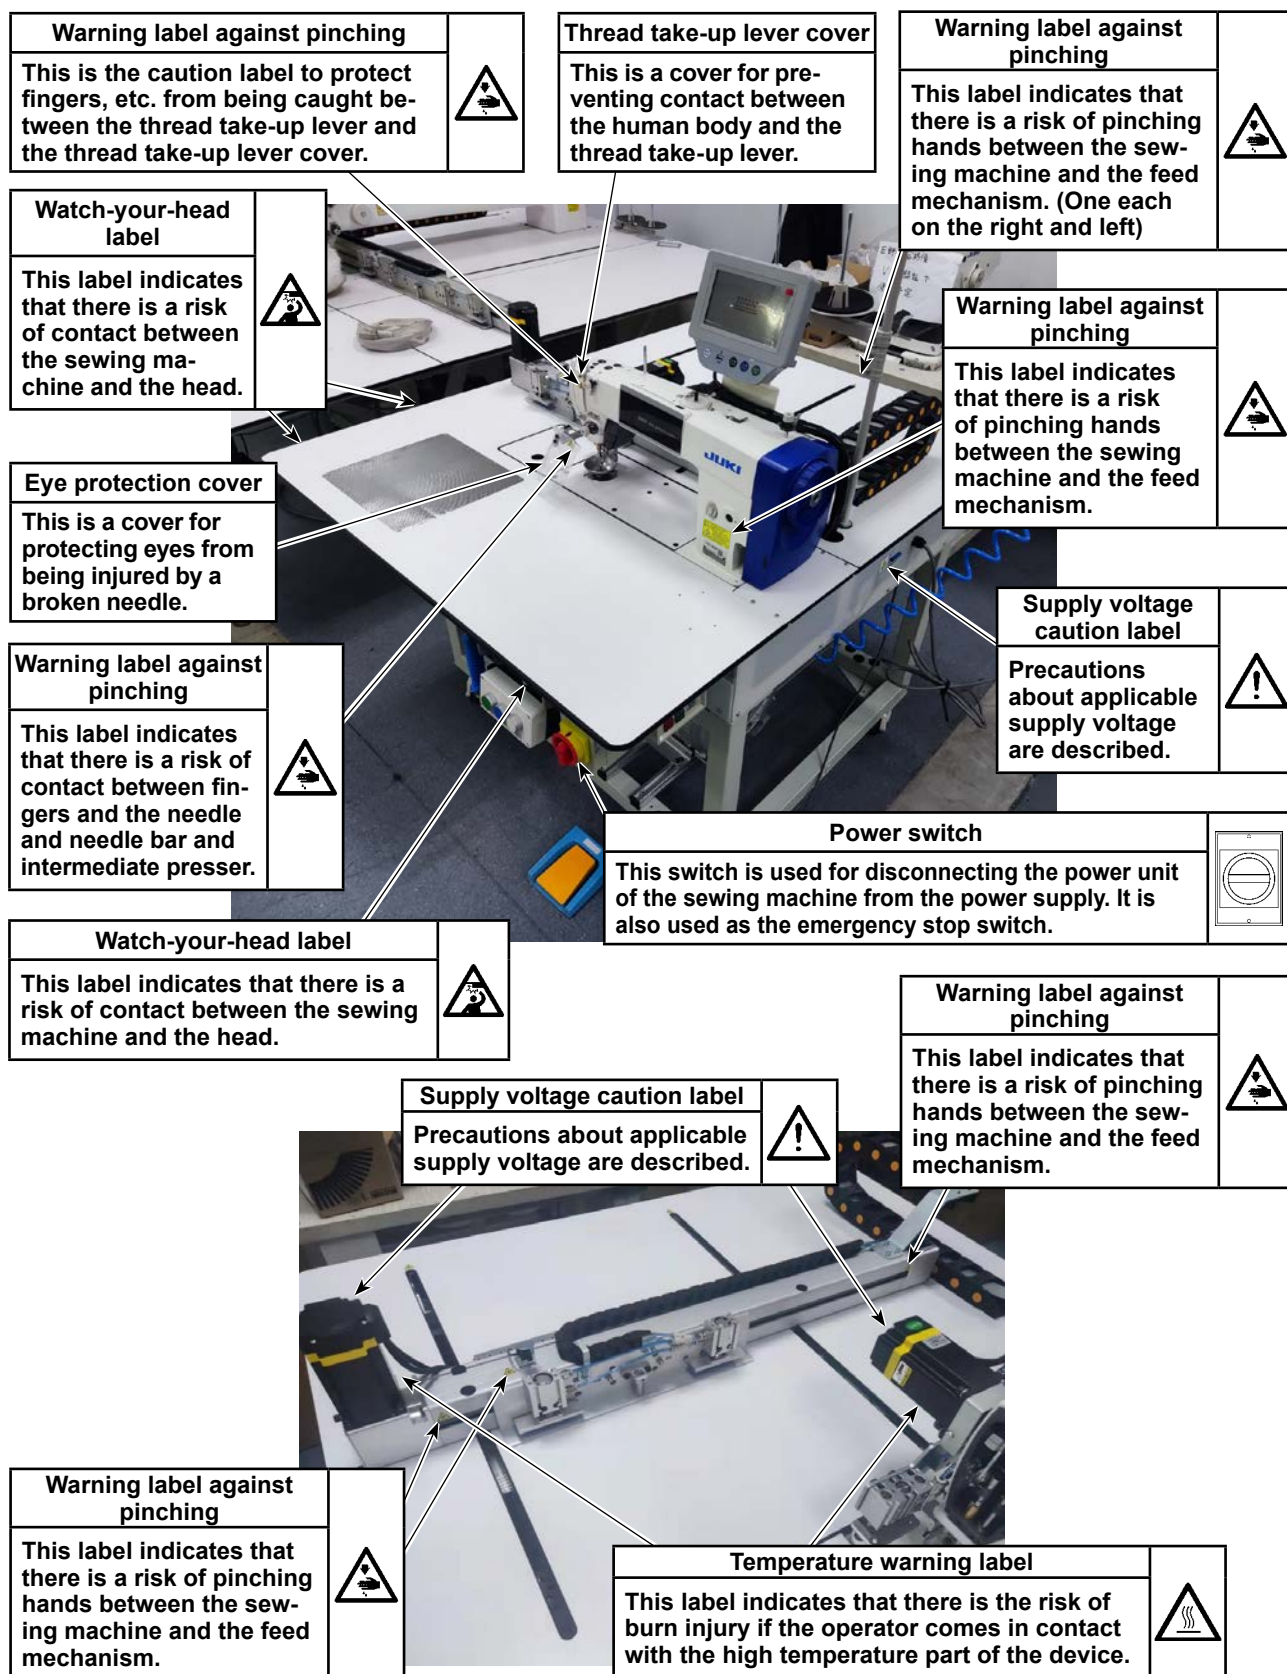 Warning label against pinching
This is the caution label to protect
fingers, etc. from being caught be-
tween the thread take-up lever and
the thread take-up lever cover.
Thread take-up lever cover
This is a cover for pre-
venting contact between
the human body and the
thread take-up lever.
Warning label against
pinching
This label indicates that
there is a risk of pinching
hands between the sew-
ing machine and the feed
mechanism. (One each
on the right and left)
Watch-your-head
label
This label indicates
that there is a risk
of contact between
the sewing ma-
chine and the head.
Warning label against
pinching
This label indicates
that there is a risk
of pinching hands
between the sewing
machine and the feed
mechanism.
JUKI
Eye protection cover
This is a cover for
protecting eyes from
being injured by a
broken needle.
Supply voltage
caution label
Precautions
about applicable
supply voltage
are described.
Warning label against
pinching
This label indicates
that there is a risk of
contact between fin-
gers and the needle
and needle bar and
intermediate presser.
Power switch
This switch is used for disconnecting the power unit
of the sewing machine from the power supply. It is
also used as the emergency stop switch.
Watch-your-head label
This label indicates that there is a
risk of contact between the sewing
machine and the head.
Warning label against
pinching
This label indicates that
there is a risk of pinching
hands between the sew-
ing machine and the feed
mechanism.
Supply voltage caution label
Precautions about applicable
supply voltage are described.
Warning label against
pinching
This label indicates that
there is a risk of pinching
hands between the sew-
ing machine and the feed
mechanism.
Temperature warning label
This label indicates that there is the risk of
burn injury if the operator comes in contact
with the high temperature part of the device.